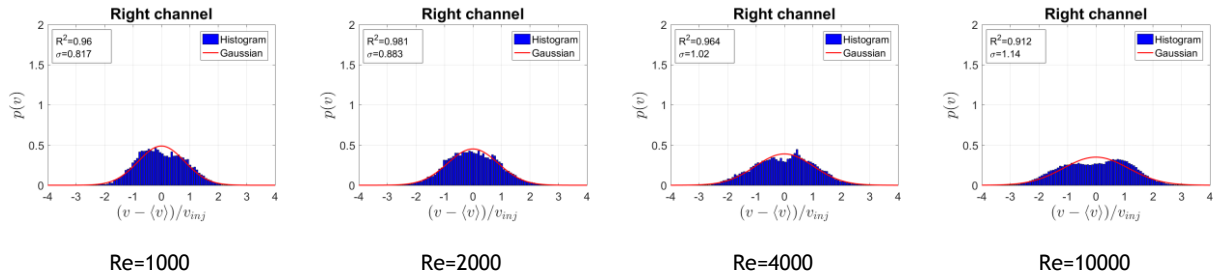 Right channel
R²=0.96
σ=0.817
Histogram
Gaussian
2
1.5
1
0.5
0
p(v)
-4 -3 -2 -1 0 1 2 3 4
(v − ⟨v⟩)/v_inj
Re=1000
Right channel
R²=0.981
σ=0.883
Histogram
Gaussian
2
1.5
1
0.5
0
p(v)
-4 -3 -2 -1 0 1 2 3 4
(v − ⟨v⟩)/v_inj
Re=2000
Right channel
R²=0.964
σ=1.02
Histogram
Gaussian
2
1.5
1
0.5
0
p(v)
-4 -3 -2 -1 0 1 2 3 4
(v − ⟨v⟩)/v_inj
Re=4000
Right channel
R²=0.912
σ=1.14
Histogram
Gaussian
2
1.5
1
0.5
0
p(v)
-4 -3 -2 -1 0 1 2 3 4
(v − ⟨v⟩)/v_inj
Re=10000